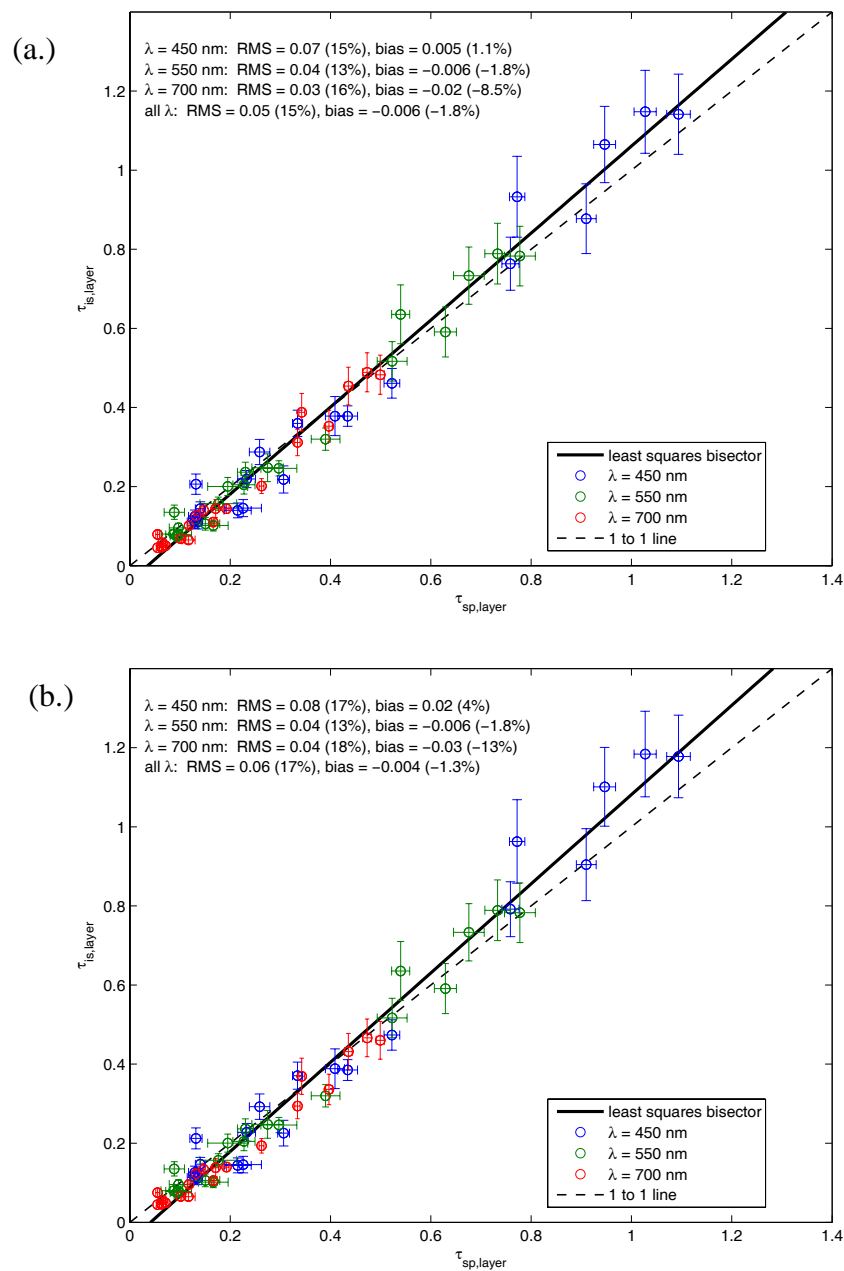 (a.)
λ = 450 nm: RMS = 0.07 (15%), bias = 0.005 (1.1%)
λ = 550 nm: RMS = 0.04 (13%), bias = −0.006 (−1.8%)
λ = 700 nm: RMS = 0.03 (16%), bias = −0.02 (−8.5%)
all λ: RMS = 0.05 (15%), bias = −0.006 (−1.8%)
1.2
1
0.8
0.6
0.4
0.2
0
τis,layer
least squares bisector
λ = 450 nm
λ = 550 nm
λ = 700 nm
1 to 1 line
0 0.2 0.4 0.6 0.8 1 1.2 1.4
τsp,layer
(b.)
λ = 450 nm: RMS = 0.08 (17%), bias = 0.02 (4%)
λ = 550 nm: RMS = 0.04 (13%), bias = −0.006 (−1.8%)
λ = 700 nm: RMS = 0.04 (18%), bias = −0.03 (−13%)
all λ: RMS = 0.06 (17%), bias = −0.004 (−1.3%)
1.2
1
0.8
0.6
0.4
0.2
0
τis,layer
least squares bisector
λ = 450 nm
λ = 550 nm
λ = 700 nm
1 to 1 line
0 0.2 0.4 0.6 0.8 1 1.2 1.4
τsp,layer